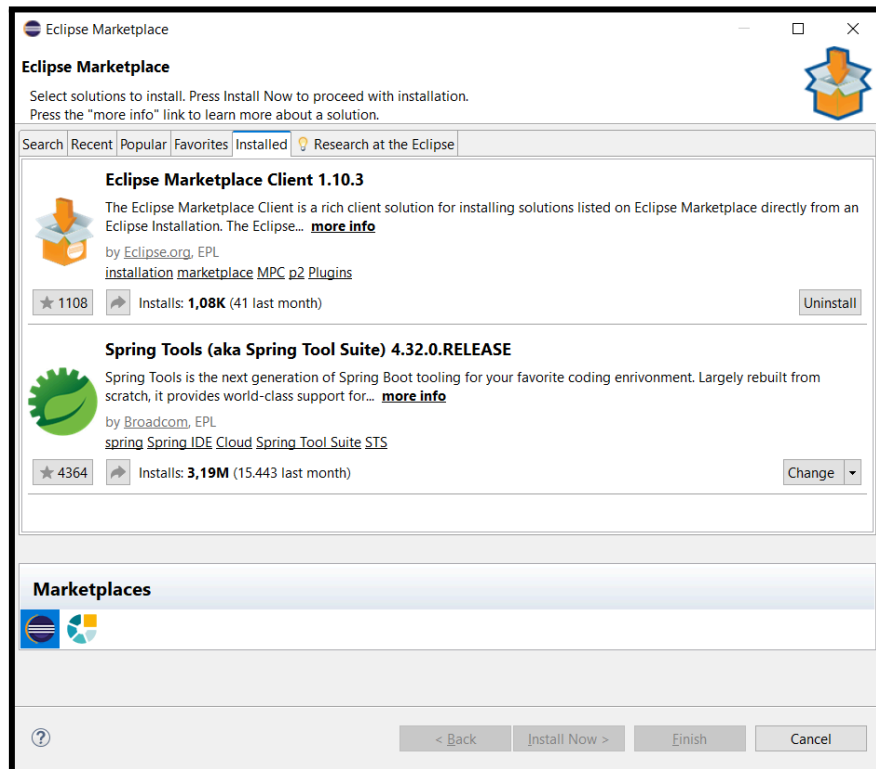 Eclipse Marketplace
Eclipse Marketplace
Select solutions to install. Press Install Now to proceed with installation.
Press the "more info" link to learn more about a solution.
Search Recent Popular Favorites Installed Research at the Eclipse
Eclipse Marketplace Client 1.10.3
The Eclipse Marketplace Client is a rich client solution for installing solutions listed on Eclipse Marketplace directly from an
Eclipse Installation. The Eclipse... more info
by Eclipse.org, EPL
installation marketplace MPC p2 Plugins
1108 Installs: 1,08K (41 last month) Uninstall
Spring Tools (aka Spring Tool Suite) 4.32.0.RELEASE
Spring Tools is the next generation of Spring Boot tooling for your favorite coding enrivonment. Largely rebuilt from
scratch, it provides world-class support for... more info
by Broadcom, EPL
spring Spring IDE Cloud Spring Tool Suite STS
4364 Installs: 3,19M (15.443 last month) Change
Marketplaces
? < Back Install Now > Finish Cancel